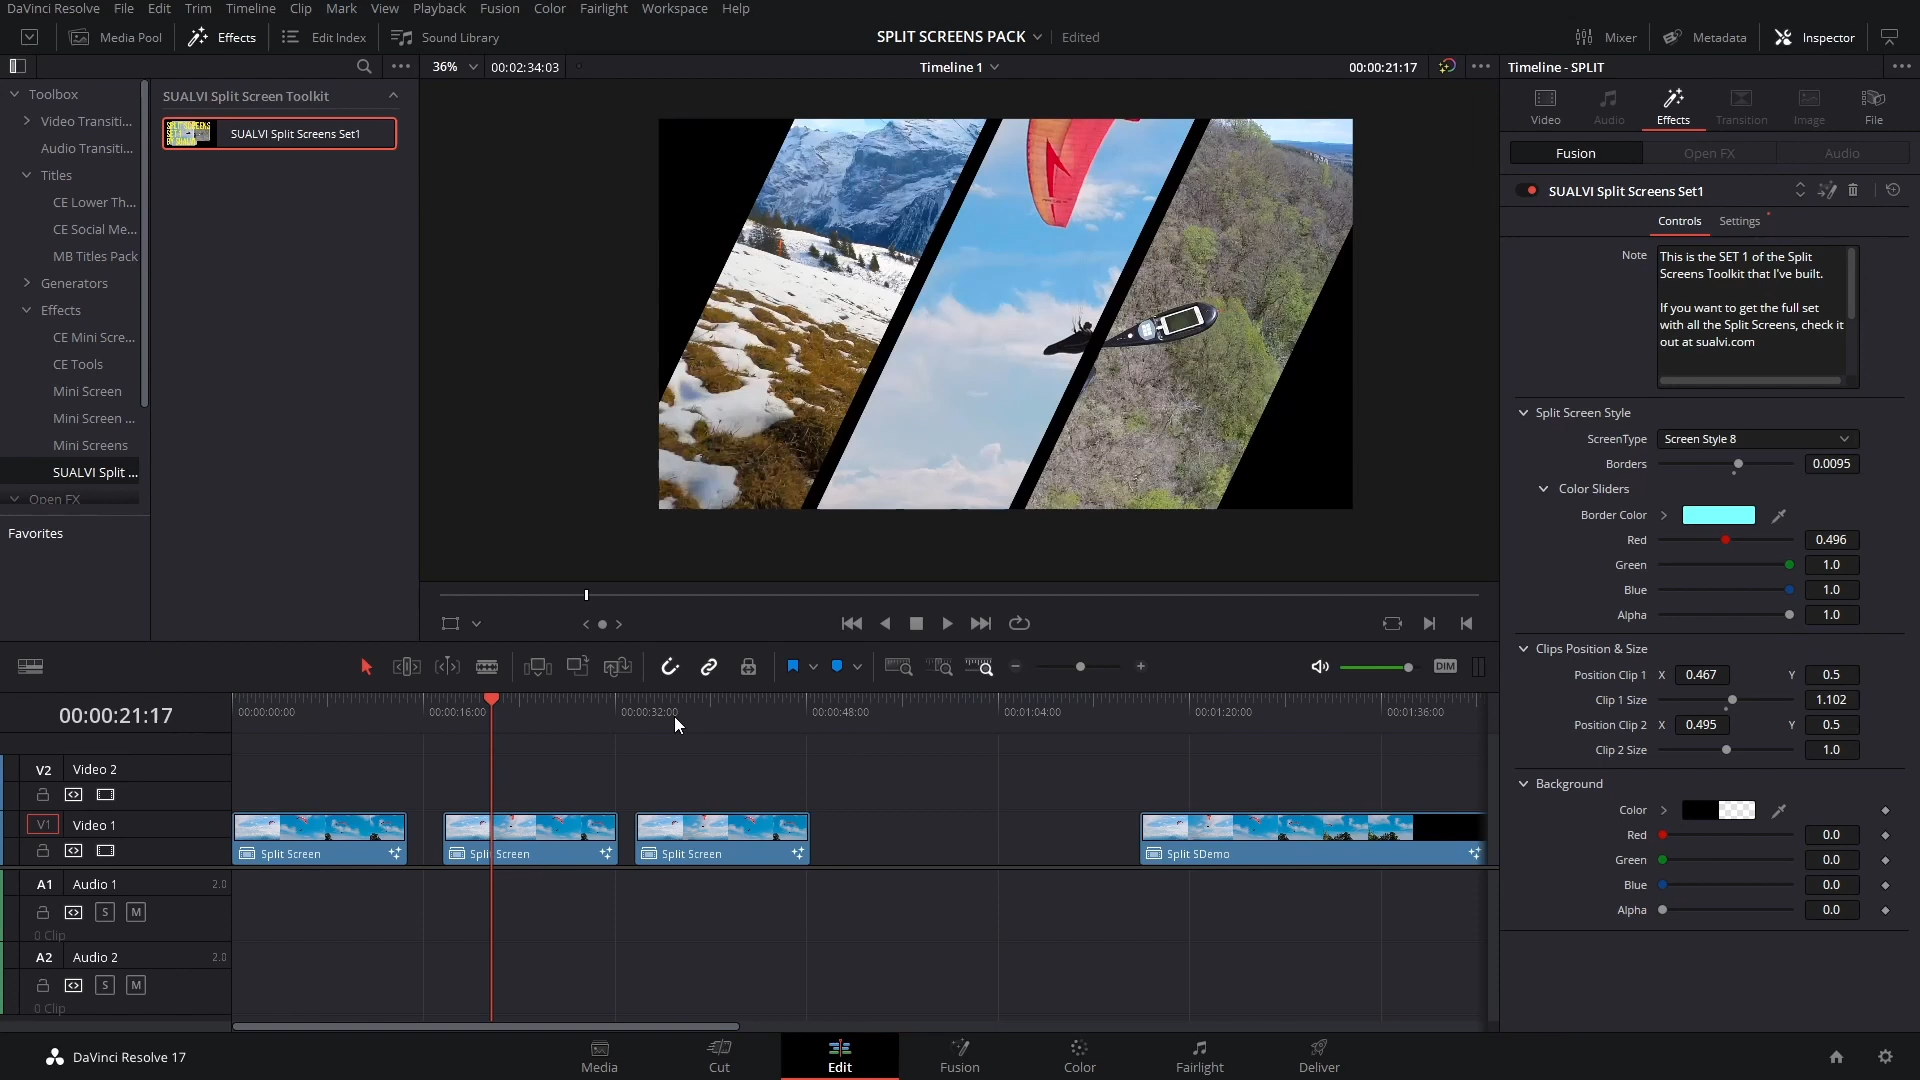 DaVinci Resolve File Edit Trim Timeline Clip Mark View Playback Fusion Color Fairlight Workspace Help
Media Pool Effects Edit Index Sound Library SPLIT SCREENS PACK Edited Mixer Metadata Inspector
36% 00:02:34:03 Timeline 1 00:00:21:17 Timeline - SPLIT
Toolbox
Video Transiti...
Audio Transiti...
Titles
CE Lower Th...
CE Social Me...
MB Titles Pack
Generators
Effects
CE Mini Scre...
CE Tools
Mini Screen
Mini Screen ...
Mini Screens
SUALVI Split ...
Open FX
Favorites
SUALVI Split Screen Toolkit
SUALVI Split Screens Set1
Video Audio Effects Transition Image File
Fusion Open FX Audio
SUALVI Split Screens Set1
Controls Settings
Note
This is the SET 1 of the Split
Screens Toolkit that I've built.
If you want to get the full set
with all the Split Screens, check it
out at sualvi.com
Split Screen Style
ScreenType Screen Style 8
Borders 0.0095
Color Sliders
Border Color
Red 0.496
Green 1.0
Blue 1.0
Alpha 1.0
Clips Position & Size
Position Clip 1 X 0.467 Y 0.5
Clip 1 Size 1.102
Position Clip 2 X 0.495 Y 0.5
Clip 2 Size 1.0
Background
Color
Red 0.0
Green 0.0
Blue 0.0
Alpha 0.0
DIM
00:00:21:17
00:00:00:00 00:00:16:00 00:00:32:00 00:00:48:00 00:01:04:00 00:01:20:00 00:01:36:00
V2 Video 2
V1 Video 1
Split Screen Split Screen Split Screen Split SDemo
A1 Audio 1 2.0
S M
0 Clip
A2 Audio 2 2.0
S M
0 Clip
DaVinci Resolve 17
Media Cut Edit Fusion Color Fairlight Deliver